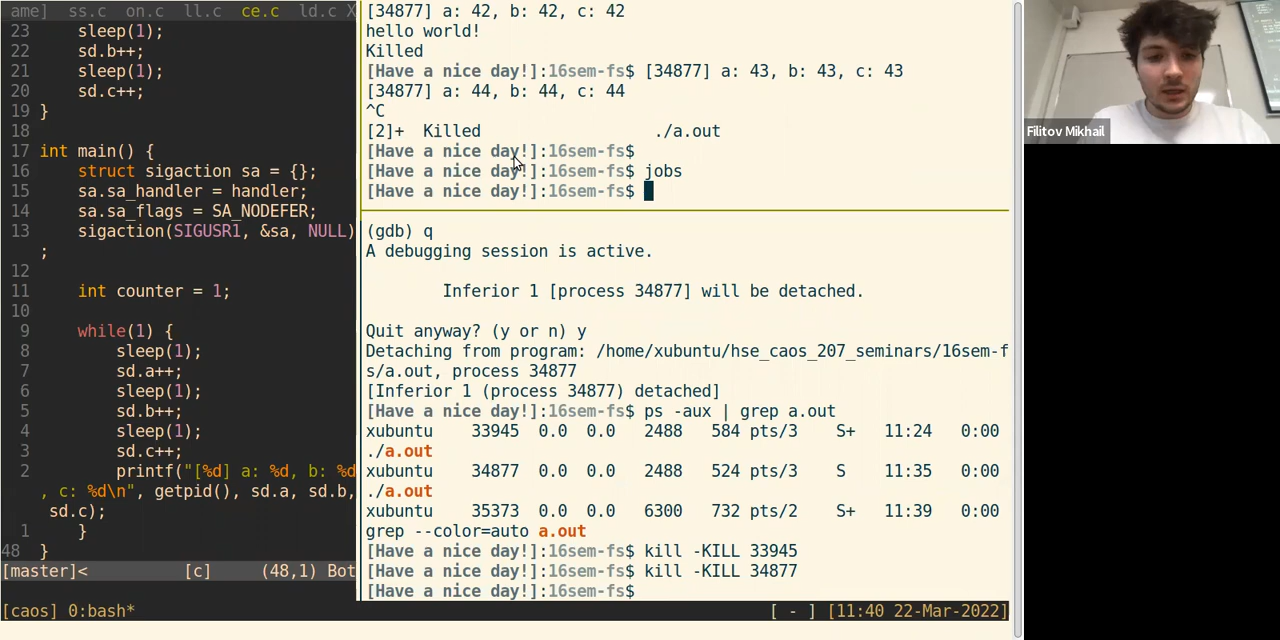 ame] ss.c on.c ll.c ce.c ld.c X
23 sleep(1);
22 sd.b++;
21 sleep(1);
20 sd.c++;
19 }
18
17 int main() {
16 struct sigaction sa = {};
15 sa.sa_handler = handler;
14 sa.sa_flags = SA_NODEFER;
13 sigaction(SIGUSR1, &sa, NULL)
;
12
11 int counter = 1;
10
9 while(1) {
8 sleep(1);
7 sd.a++;
6 sleep(1);
5 sd.b++;
4 sleep(1);
3 sd.c++;
2 printf("[%d] a: %d, b: %d
, c: %d\n", getpid(), sd.a, sd.b,
sd.c);
1 }
48 }
[master]< [c] (48,1) Bot
[34877] a: 42, b: 42, c: 42
hello world!
Killed
[Have a nice day!]:16sem-fs$ [34877] a: 43, b: 43, c: 43
[34877] a: 44, b: 44, c: 44
^C
[2]+ Killed ./a.out
[Have a nice day!]:16sem-fs$
[Have a nice day!]:16sem-fs$ jobs
[Have a nice day!]:16sem-fs$
(gdb) q
A debugging session is active.
Inferior 1 [process 34877] will be detached.
Quit anyway? (y or n) y
Detaching from program: /home/xubuntu/hse_caos_207_seminars/16sem-f
s/a.out, process 34877
[Inferior 1 (process 34877) detached]
[Have a nice day!]:16sem-fs$ ps -aux | grep a.out
xubuntu 33945 0.0 0.0 2488 584 pts/3 S+ 11:24 0:00
./a.out
xubuntu 34877 0.0 0.0 2488 524 pts/3 S 11:35 0:00
./a.out
xubuntu 35373 0.0 0.0 6300 732 pts/2 S+ 11:39 0:00
grep --color=auto a.out
[Have a nice day!]:16sem-fs$ kill -KILL 33945
[Have a nice day!]:16sem-fs$ kill -KILL 34877
[Have a nice day!]:16sem-fs$
[caos] 0:bash* [ - ] [11:40 22-Mar-2022]
Filitov Mikhail